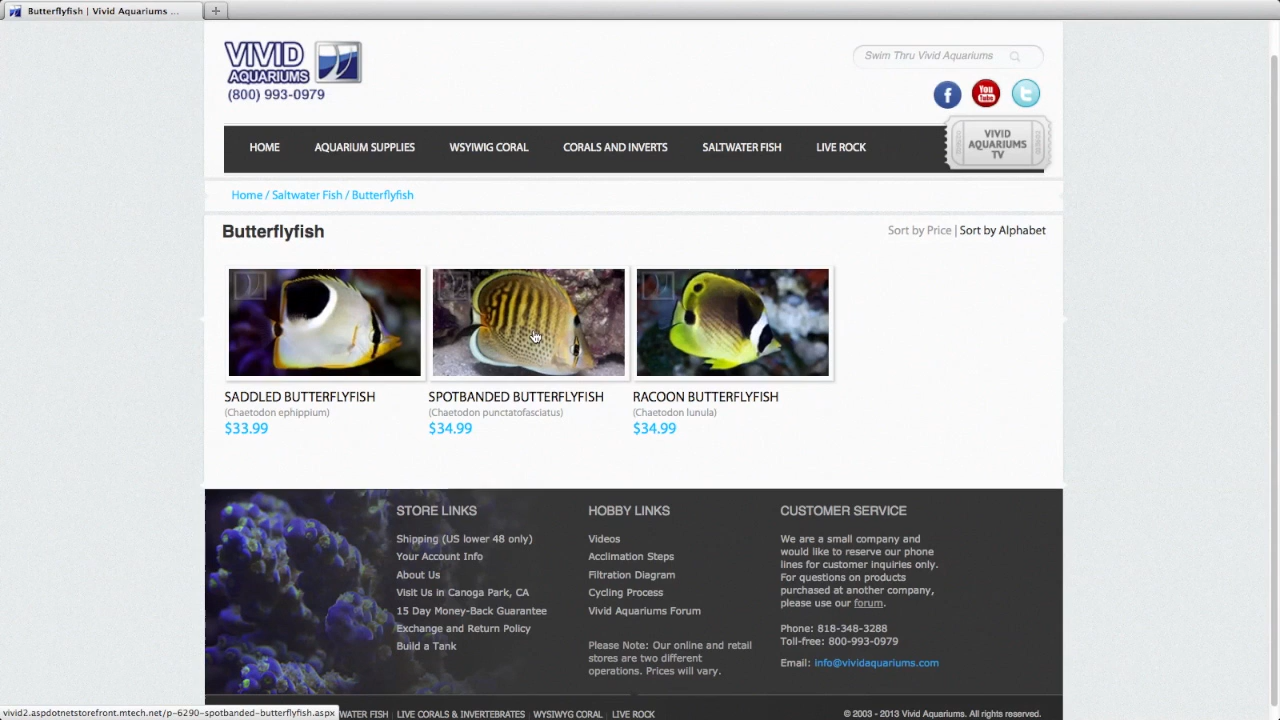 Butterflyfish | Vivid Aquariums ...
VIVID
AQUARIUMS
(800) 993-0979
Swim Thru Vivid Aquariums
f
You
Tube
t
HOME
AQUARIUM SUPPLIES
WSYIWIG CORAL
CORALS AND INVERTS
SALTWATER FISH
LIVE ROCK
VIVID
AQUARIUMS
TV
Home / Saltwater Fish / Butterflyfish
Butterflyfish
Sort by Price | Sort by Alphabet
SADDLED BUTTERFLYFISH
(Chaetodon ephippium)
$33.99
SPOTBANDED BUTTERFLYFISH
(Chaetodon punctatofasciatus)
$34.99
RACOON BUTTERFLYFISH
(Chaetodon lunula)
$34.99
STORE LINKS
Shipping (US lower 48 only)
Your Account Info
About Us
Visit Us in Canoga Park, CA
15 Day Money-Back Guarantee
Exchange and Return Policy
Build a Tank
HOBBY LINKS
Videos
Acclimation Steps
Filtration Diagram
Cycling Process
Vivid Aquariums Forum
Please Note: Our online and retail
stores are two different
operations. Prices will vary.
CUSTOMER SERVICE
We are a small company and
would like to reserve our phone
lines for customer inquiries only.
For questions on products
purchased at another company,
please use our forum.
Phone: 818-348-3288
Toll-free: 800-993-0979
Email: info@vividaquariums.com
vivid2.aspdotnetstorefront.mtech.net/p-6290-spotbanded-butterflyfish.aspx
WATER FISH | LIVE CORALS & INVERTEBRATES | WYSIWYG CORAL | LIVE ROCK
© 2003 - 2013 Vivid Aquariums. All rights reserved.